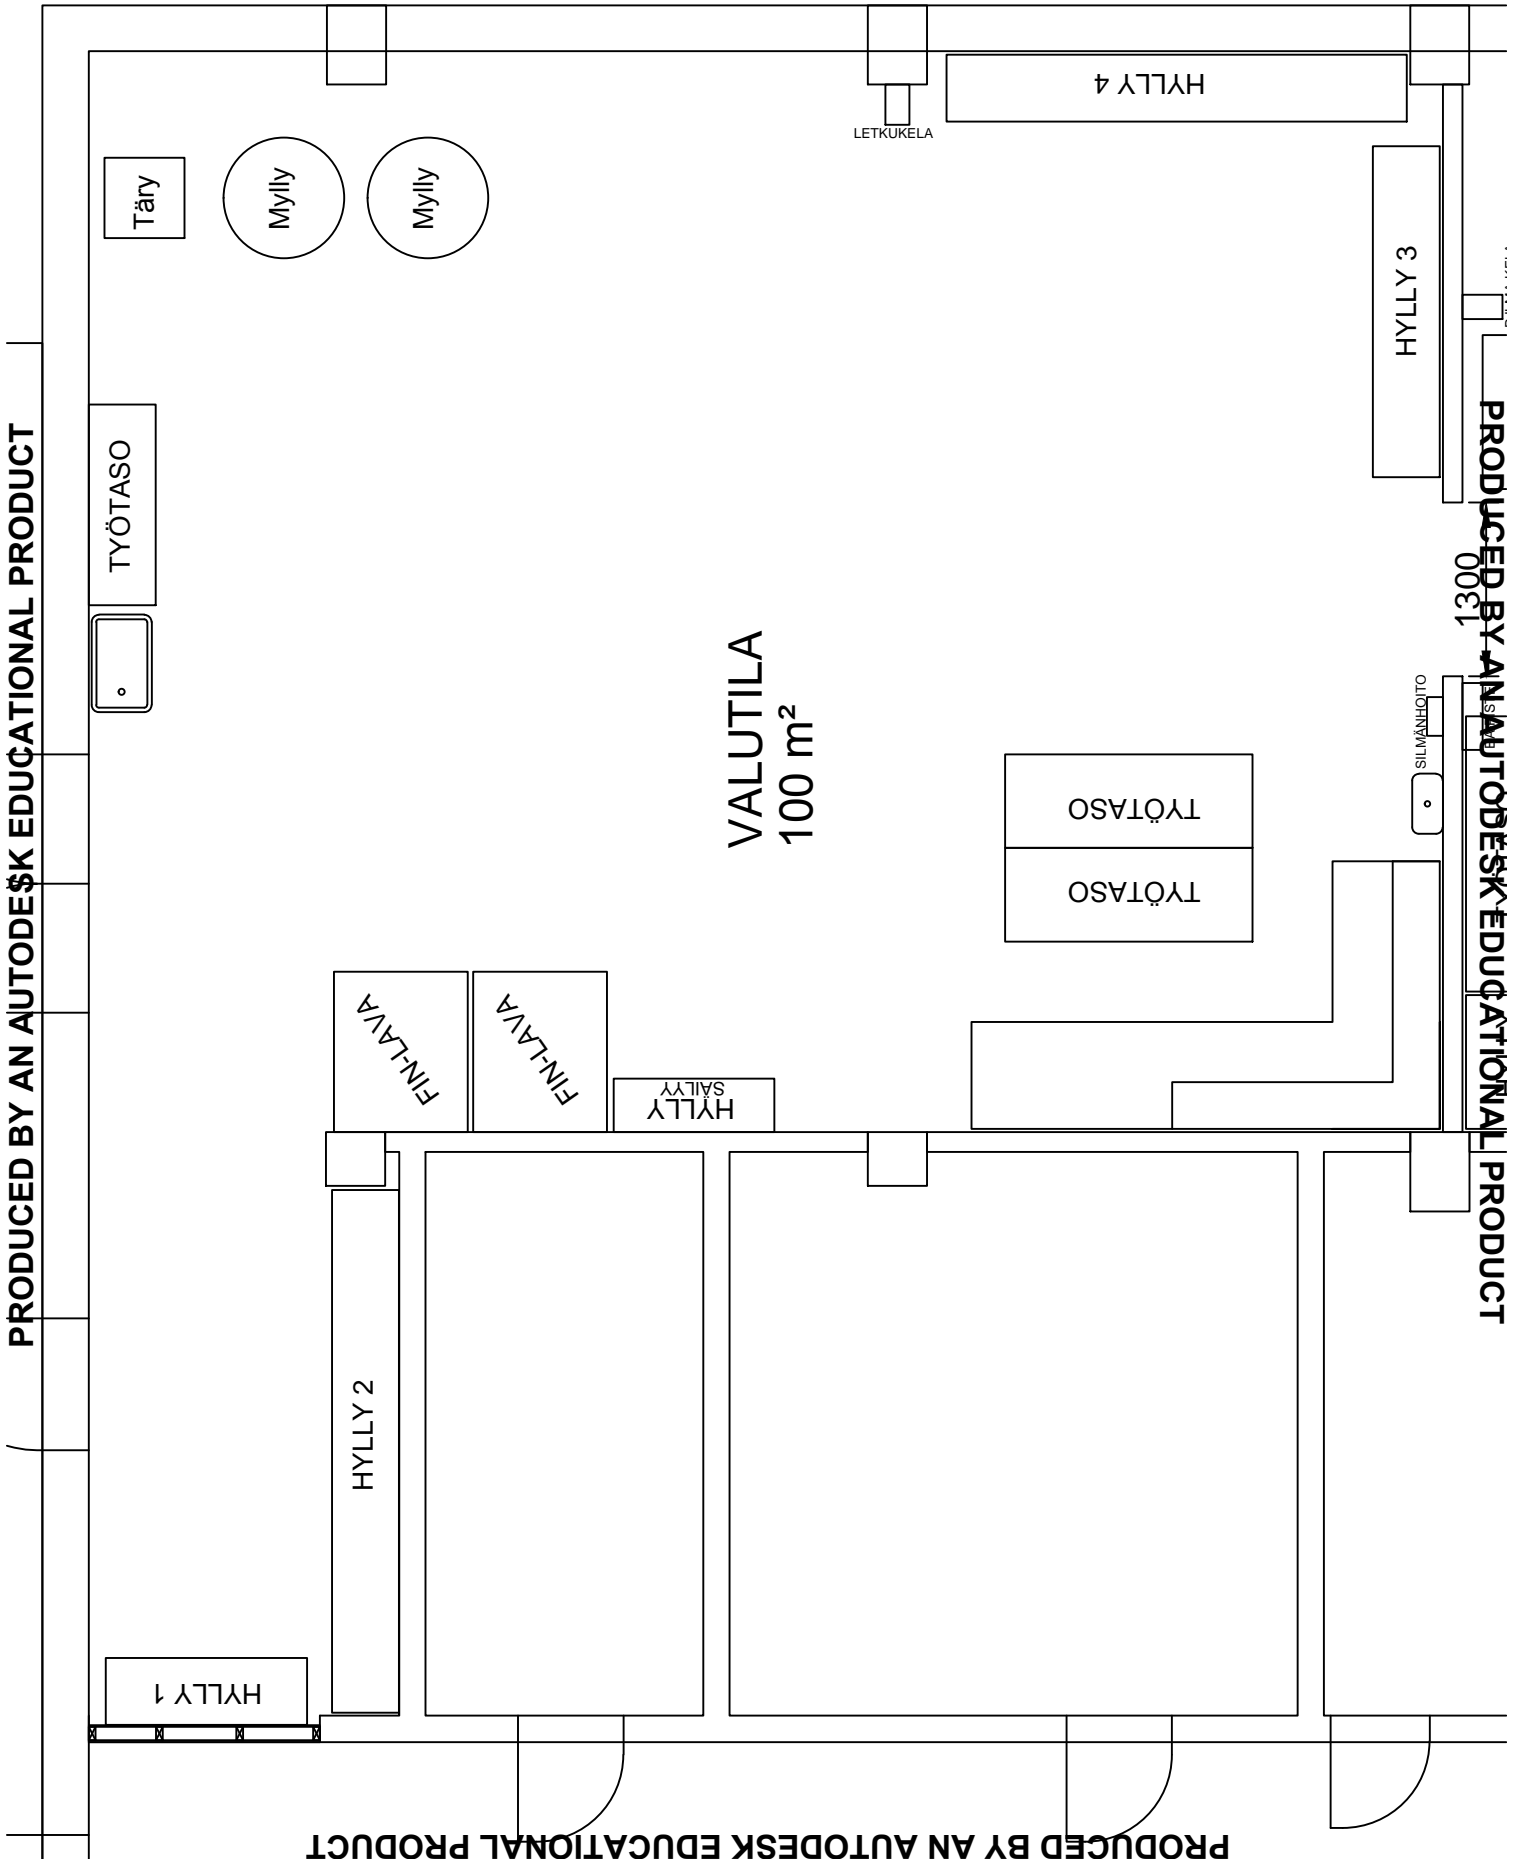 HYLLY 4
LETKUKELA
Täry
Mylly
Mylly
HYLLY 3
TYÖTASO
PRODUCED BY AN AUTODESK EDUCATIONAL PRODUCT
PRODUCED BY AN AUTODESK EDUCATIONAL PRODUCT
1300
VALUTILA
100 m²
SILMÄNHOITO
TYÖTASO
TYÖTASO
FIN-LAVA
FIN-LAVA
HYLLY
SÄILYY
HYLLY 2
HYLLY 1
PRODUCED BY AN AUTODESK EDUCATIONAL PRODUCT